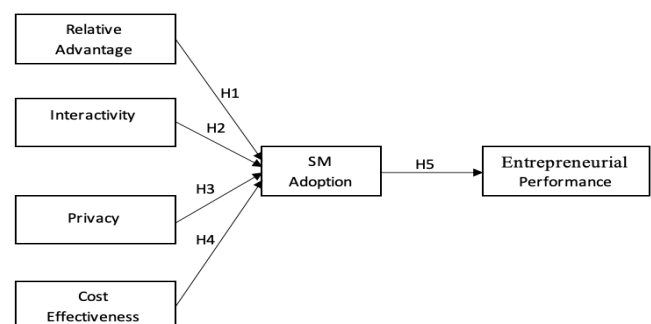 Relative
Advantage
H1
Interactivity
H2
SM
Adoption
H5
Entrepreneurial
Performance
H3
Privacy
H4
Cost
Effectiveness